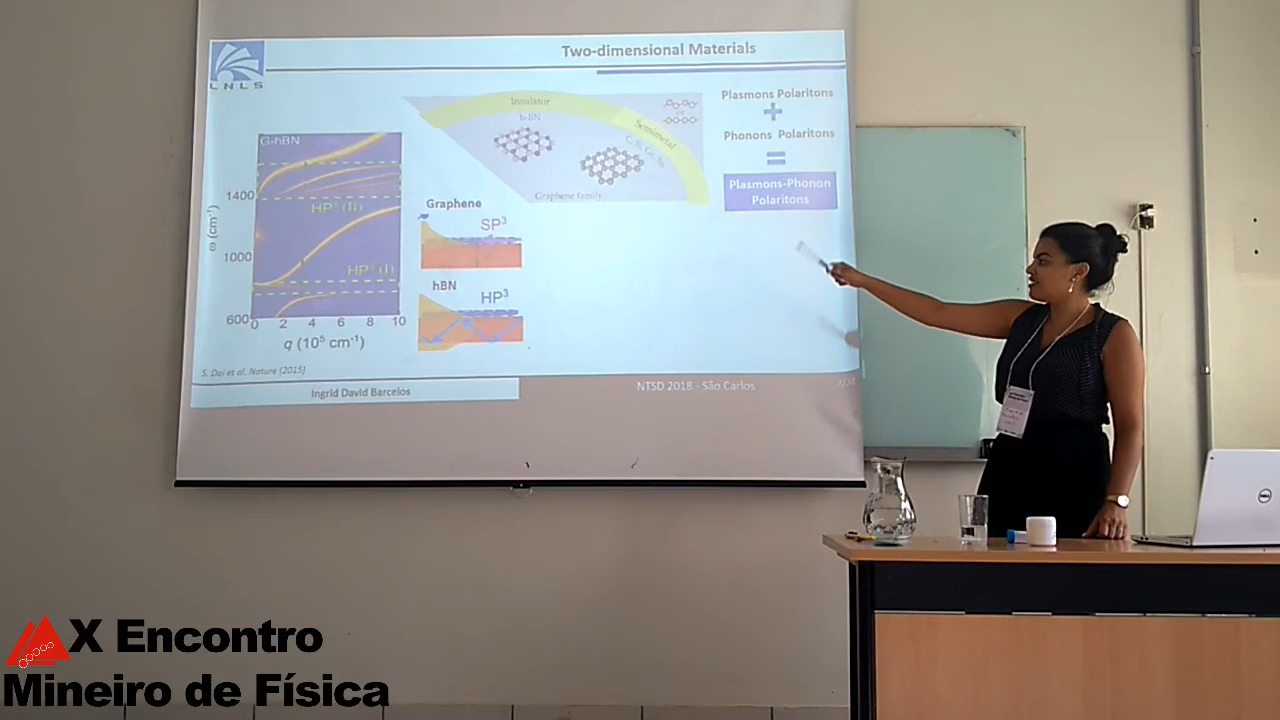 LNLS
Two-dimensional Materials
Insulator
h-BN
Semimetal
Graphene family
Plasmons Polaritons
+
Phonons Polaritons
=
Plasmons-Phonon
Polaritons
G-hBN
1400
1000
600
ω (cm⁻¹)
HP³ (II)
HP³ (I)
0 2 4 6 8 10
q (10⁵ cm⁻¹)
Graphene
SP³
hBN
HP³
S. Dai et al. Nature (2015)
Ingrid David Barcelos
NTSD 2018 - São Carlos
DELL
X Encontro
Mineiro de Física